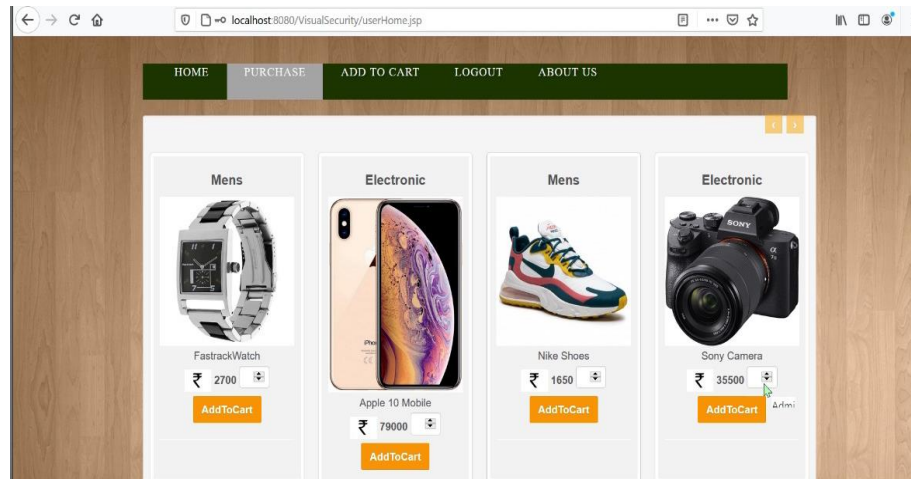 localhost:8080/VisualSecurity/userHome.jsp
HOME PURCHASE ADD TO CART LOGOUT ABOUT US
Mens
SONY
FastrackWatch
₹ 2700
AddToCart
Electronic
Apple 10 Mobile
₹ 79000
AddToCart
Mens
Nike Shoes
₹ 1650
AddToCart
Electronic
Sony Camera
₹ 35500
AddToCart
Admi